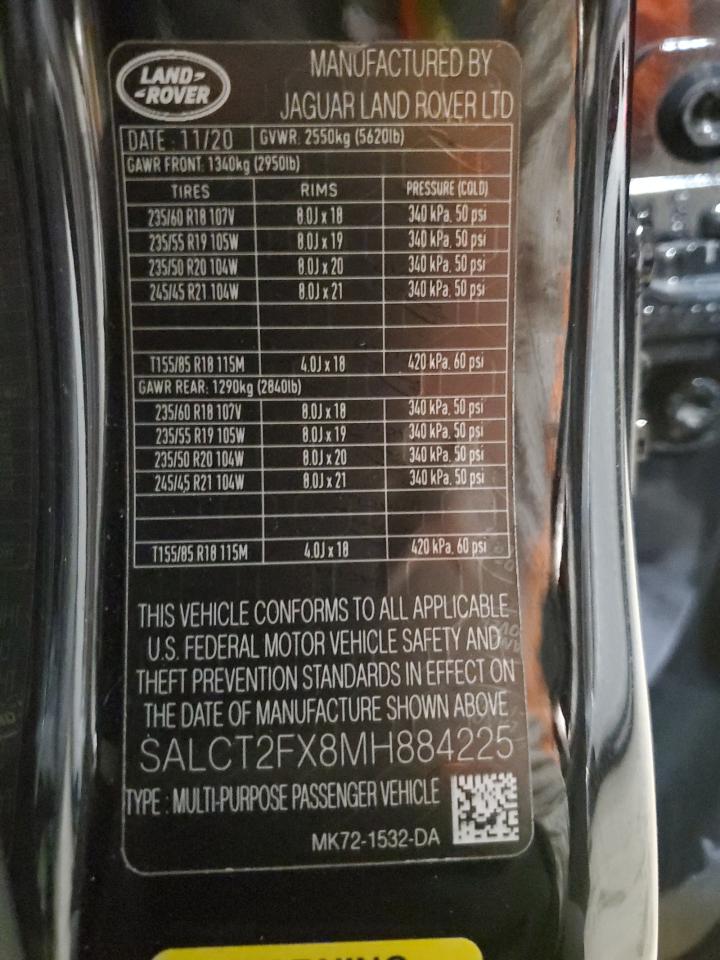 LAND-
-ROVER
MANUFACTURED BY
JAGUAR LAND ROVER LTD
DATE : 11/20 GVWR: 2550kg (5620lb)
GAWR FRONT: 1340kg (2950lb)
TIRES RIMS PRESSURE (COLD)
235/60 R18 107V 8.0J x 18 340 kPa, 50 psi
235/55 R19 105W 8.0J x 19 340 kPa, 50 psi
235/50 R20 104W 8.0J x 20 340 kPa, 50 psi
245/45 R21 104W 8.0J x 21 340 kPa, 50 psi
T155/85 R18 115M 4.0J x 18 420 kPa, 60 psi
GAWR REAR: 1290kg (2840lb)
235/60 R18 107V 8.0J x 18 340 kPa, 50 psi
235/55 R19 105W 8.0J x 19 340 kPa, 50 psi
235/50 R20 104W 8.0J x 20 340 kPa, 50 psi
245/45 R21 104W 8.0J x 21 340 kPa, 50 psi
T155/85 R18 115M 4.0J x 18 420 kPa, 60 psi
THIS VEHICLE CONFORMS TO ALL APPLICABLE
U.S. FEDERAL MOTOR VEHICLE SAFETY AND
THEFT PREVENTION STANDARDS IN EFFECT ON
THE DATE OF MANUFACTURE SHOWN ABOVE
SALCT2FX8MH884225
TYPE : MULTI-PURPOSE PASSENGER VEHICLE
MK72-1532-DA